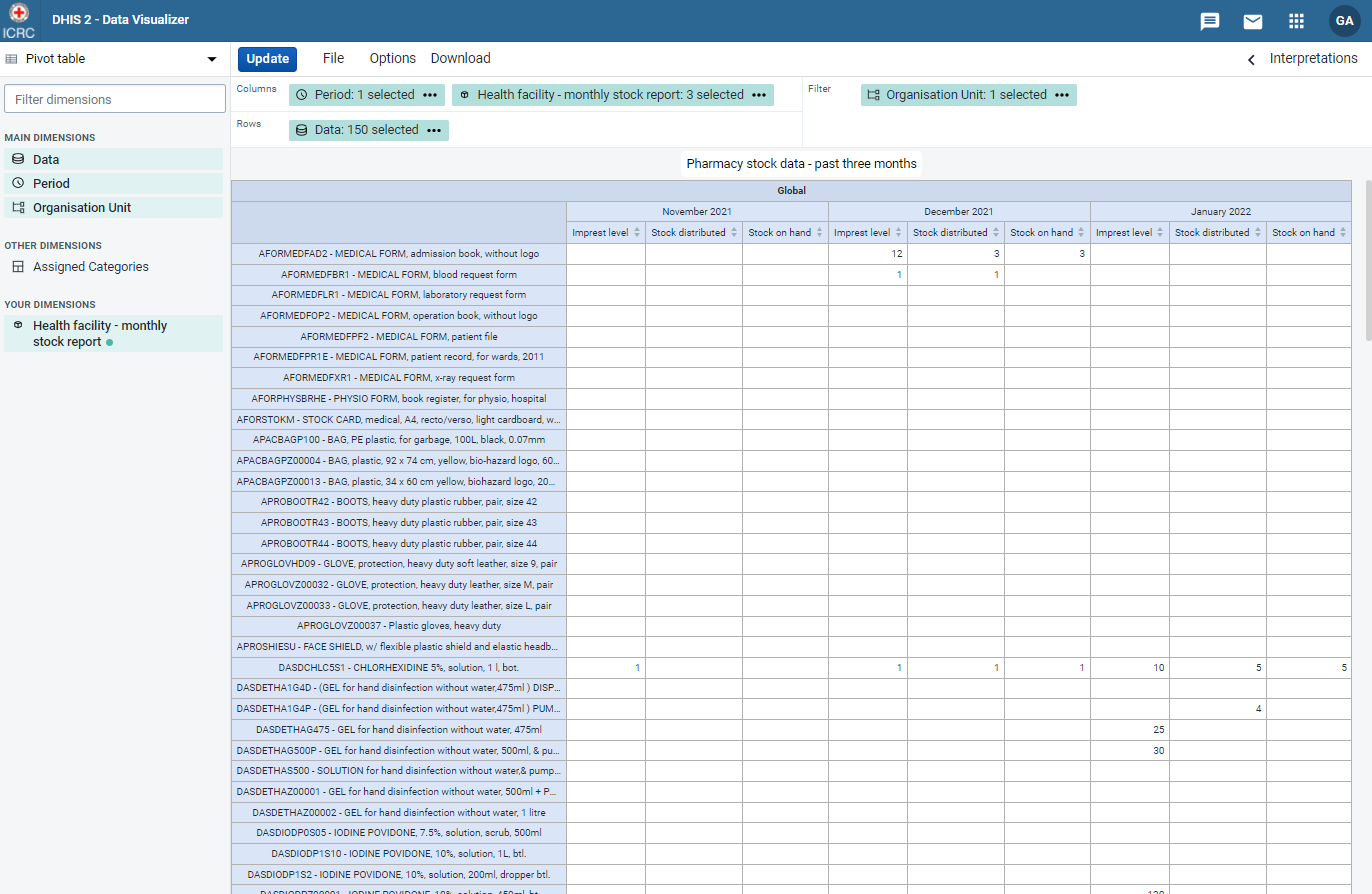 ICRC
DHIS 2 - Data Visualizer
GA
Pivot table
Update File Options Download
Interpretations
Filter dimensions
MAIN DIMENSIONS
Data
Period
Organisation Unit
OTHER DIMENSIONS
Assigned Categories
YOUR DIMENSIONS
Health facility - monthly
stock report
Columns Period: 1 selected ••• Health facility - monthly stock report: 3 selected •••
Filter Organisation Unit: 1 selected •••
Rows Data: 150 selected •••
Pharmacy stock data - past three months
Global
November 2021 December 2021 January 2022
Imprest level Stock distributed Stock on hand Imprest level Stock distributed Stock on hand Imprest level Stock distributed Stock on hand
AFORMEDFAD2 - MEDICAL FORM, admission book, without logo 12 3 3
AFORMEDFBR1 - MEDICAL FORM, blood request form 1 1
AFORMEDFLR1 - MEDICAL FORM, laboratory request form
AFORMEDFOP2 - MEDICAL FORM, operation book, without logo
AFORMEDFPF2 - MEDICAL FORM, patient file
AFORMEDFPR1E - MEDICAL FORM, patient record, for wards, 2011
AFORMEDFXR1 - MEDICAL FORM, x-ray request form
AFORPHYSBRHE - PHYSIO FORM, book register, for physio, hospital
AFORSTOKM - STOCK CARD, medical, A4, recto/verso, light cardboard, w...
APACBAGP100 - BAG, PE plastic, for garbage, 100L, black, 0.07mm
APACBAGPZ00004 - BAG, plastic, 92 x 74 cm, yellow, bio-hazard logo, 60...
APACBAGPZ00013 - BAG, plastic, 34 x 60 cm yellow, biohazard logo, 20...
APROBOOTR42 - BOOTS, heavy duty plastic rubber, pair, size 42
APROBOOTR43 - BOOTS, heavy duty plastic rubber, pair, size 43
APROBOOTR44 - BOOTS, heavy duty plastic rubber, pair, size 44
APROGLOVHD09 - GLOVE, protection, heavy duty soft leather, size 9, pair
APROGLOVZ00032 - GLOVE, protection, heavy duty leather, size M, pair
APROGLOVZ00033 - GLOVE, protection, heavy duty leather, size L, pair
APROGLOVZ00037 - Plastic gloves, heavy duty
APROSHIESU - FACE SHIELD, w/ flexible plastic shield and elastic headb...
DASDCHLC5S1 - CHLORHEXIDINE 5%, solution, 1 l, bot. 1 1 1 1 10 5 5
DASDETHA1G4D - (GEL for hand disinfection without water,475ml ) DISP...
DASDETHA1G4P - (GEL for hand disinfection without water,475ml ) PUM... 4
DASDETHAG475 - GEL for hand disinfection without water, 475ml 25
DASDETHAG500P - GEL for hand disinfection without water, 500ml, & pu... 30
DASDETHAS500 - SOLUTION for hand disinfection without water,& pump...
DASDETHAZ00001 - GEL for hand disinfection without water, 500ml + P...
DASDETHAZ00002 - GEL for hand disinfection without water, 1 litre
DASDIODP0S05 - IODINE POVIDONE, 7.5%, solution, scrub, 500ml
DASDIODP1S10 - IODINE POVIDONE, 10%, solution, 1L, btl.
DASDIODP1S2 - IODINE POVIDONE, 10%, solution, 200ml, dropper btl.